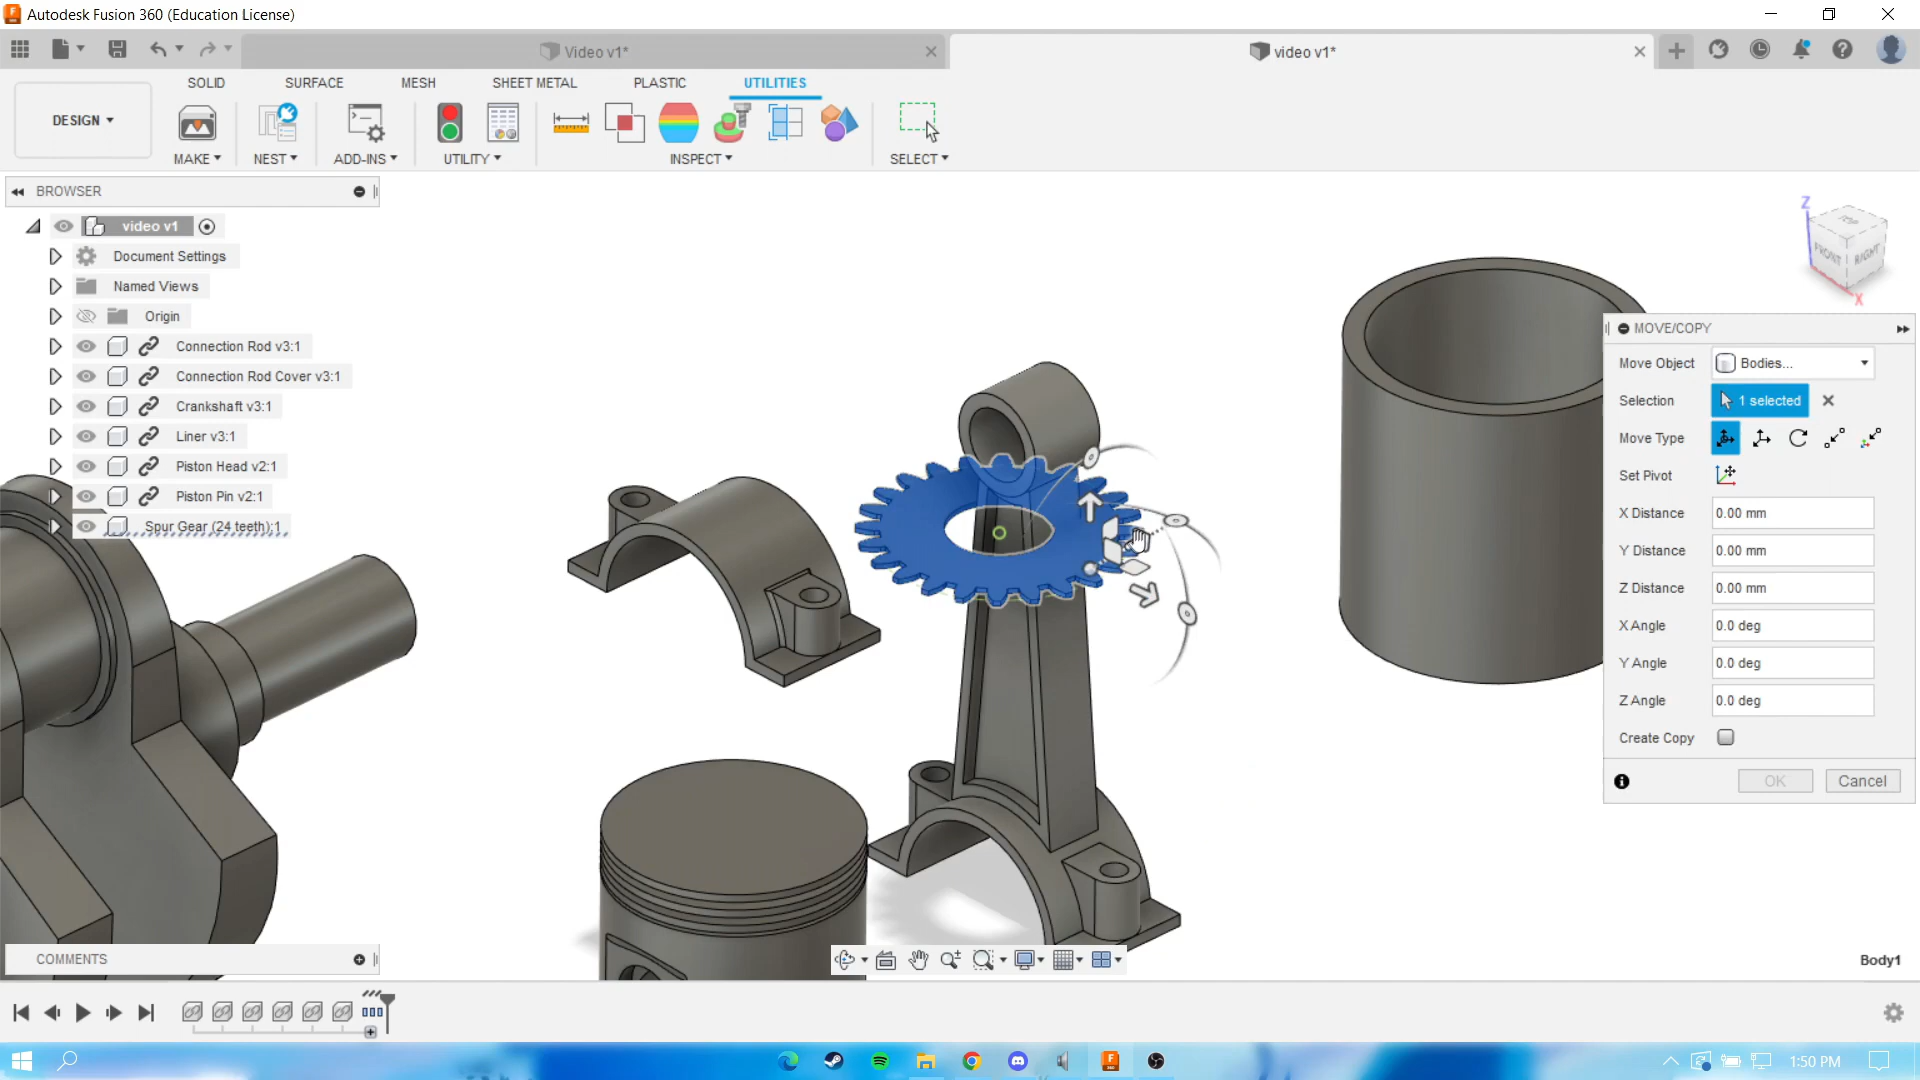 Autodesk Fusion 360 (Education License)
Video v1*
video v1*
SOLID SURFACE MESH SHEET METAL PLASTIC UTILITIES
DESIGN
MAKE NEST ADD-INS UTILITY INSPECT SELECT
BROWSER
video v1
Document Settings
Named Views
Origin
Connection Rod v3:1
Connection Rod Cover v3:1
Crankshaft v3:1
Liner v3:1
Piston Head v2:1
Piston Pin v2:1
Spur Gear (24 teeth):1
Z
TOP
FRONT
RIGHT
X
MOVE/COPY
Move Object Bodies...
Selection 1 selected
Move Type
Set Pivot
X Distance 0.00 mm
Y Distance 0.00 mm
Z Distance 0.00 mm
X Angle 0.0 deg
Y Angle 0.0 deg
Z Angle 0.0 deg
Create Copy
OK Cancel
COMMENTS
Body1
1:50 PM